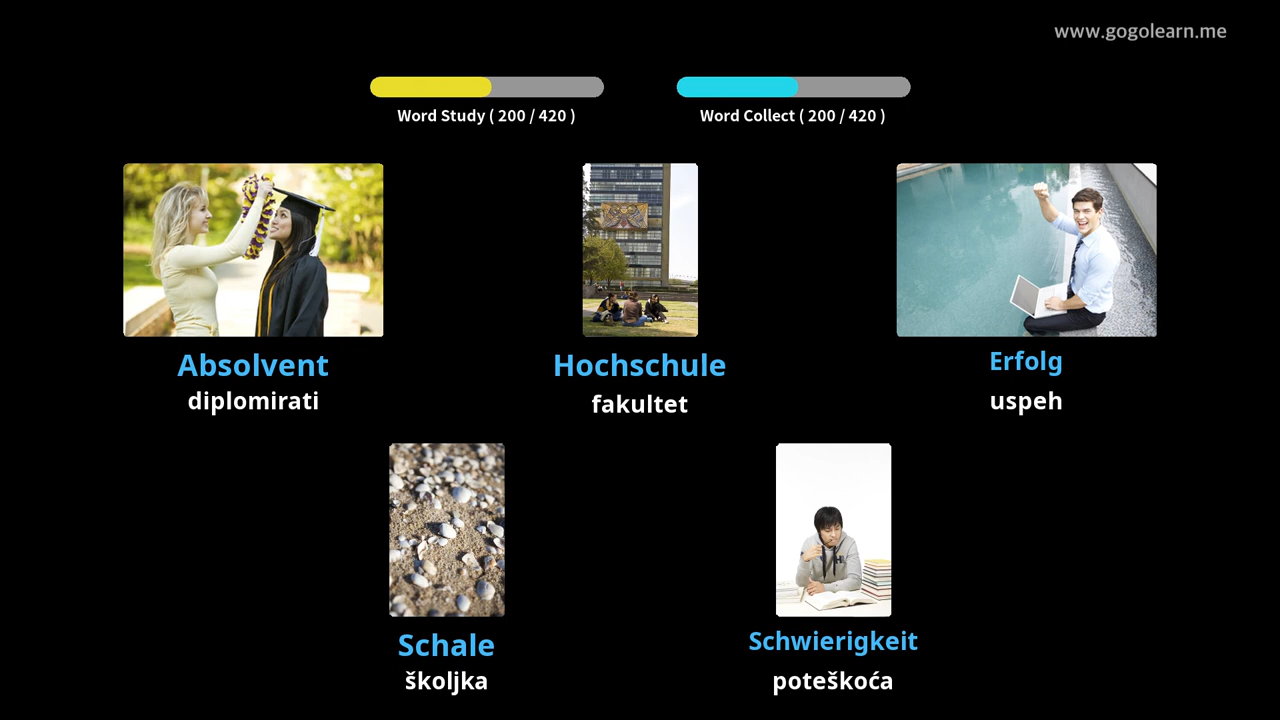 www.gogolearn.me
Word Study ( 200 / 420 )
Word Collect ( 200 / 420 )
Absolvent
diplomirati
Hochschule
fakultet
Erfolg
uspeh
Schale
školjka
Schwierigkeit
poteškoća